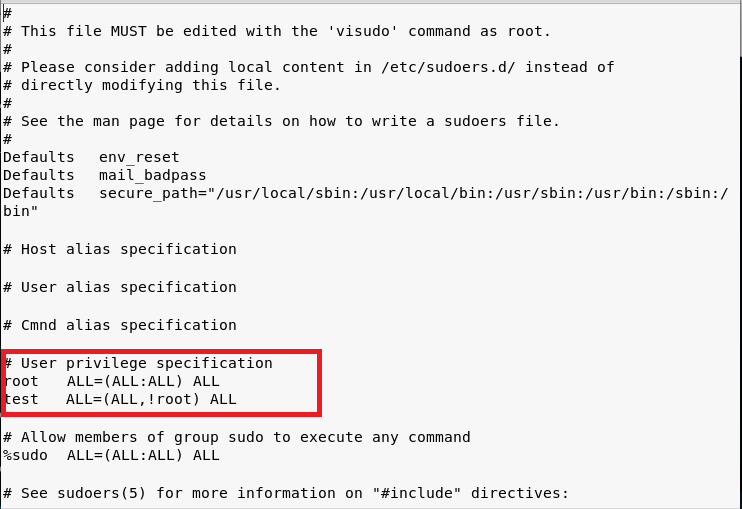 #
# This file MUST be edited with the 'visudo' command as root.
#
# Please consider adding local content in /etc/sudoers.d/ instead of
# directly modifying this file.
#
# See the man page for details on how to write a sudoers file.
#
Defaults   env_reset
Defaults   mail_badpass
Defaults   secure_path="/usr/local/sbin:/usr/local/bin:/usr/sbin:/usr/bin:/sbin:/
bin"
# Host alias specification
# User alias specification
# Cmnd alias specification
# User privilege specification
root   ALL=(ALL:ALL) ALL
test   ALL=(ALL,!root) ALL
# Allow members of group sudo to execute any command
%sudo  ALL=(ALL:ALL) ALL
# See sudoers(5) for more information on "#include" directives: